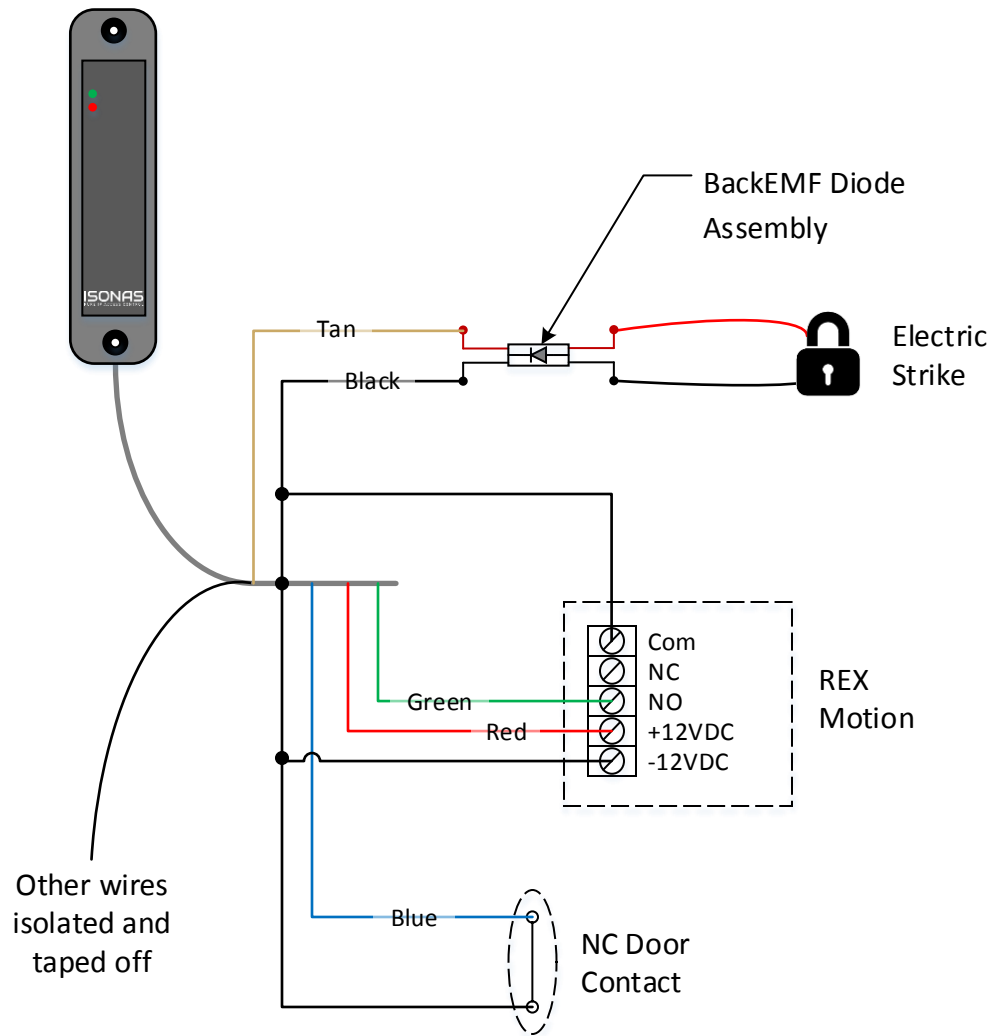 ISONAS
BackEMF Diode
Assembly
Tan
Black
Electric
Strike
Com
NC
NO
+12VDC
-12VDC
REX
Motion
Green
Red
Other wires
isolated and
taped off
Blue
NC Door
Contact